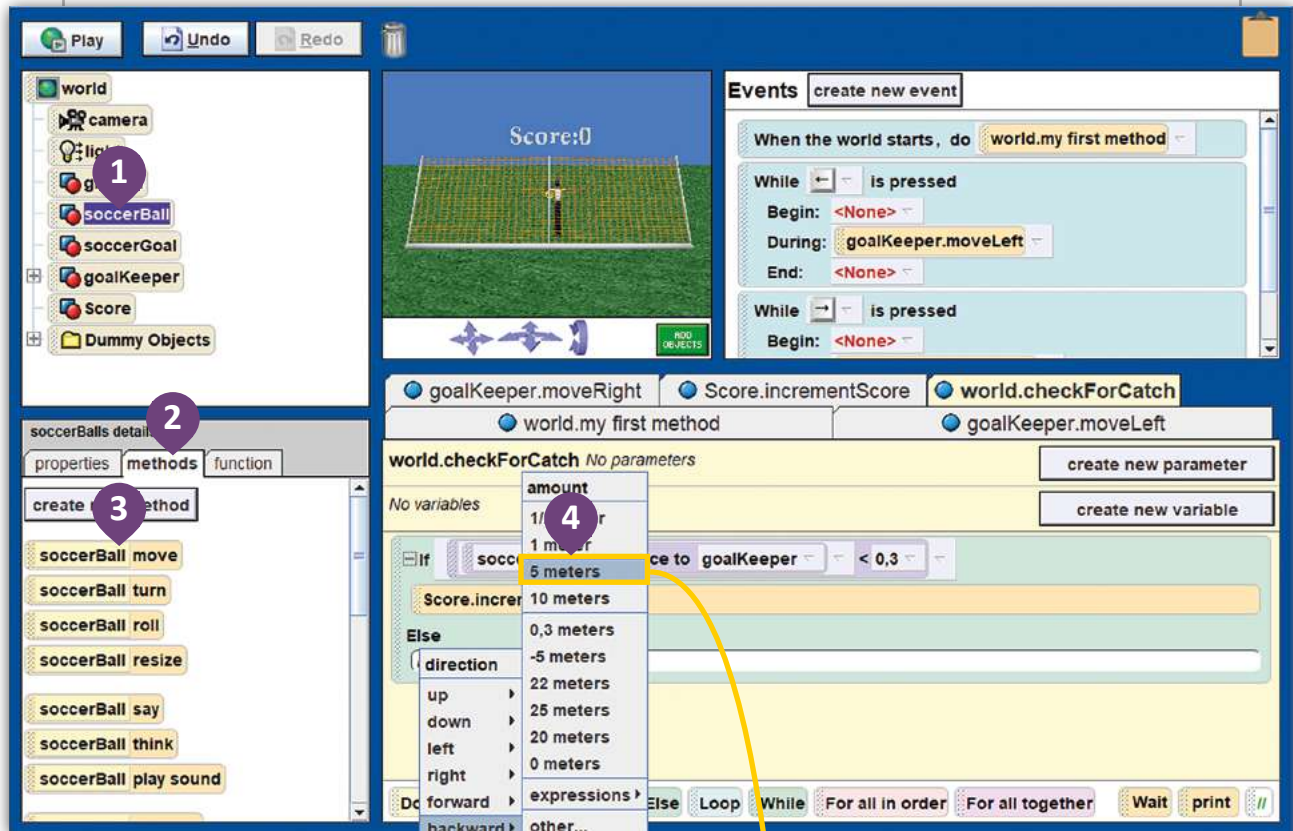 Play Undo Redo
world
camera
1
soccerBall
soccerGoal
goalKeeper
Score
Dummy Objects
Score:0
ADD OBJECTS
Events create new event
When the world starts, do world.my first method
While ← is pressed
Begin: <None>
During: goalKeeper.moveLeft
End: <None>
While → is pressed
Begin: <None>
2
soccerBalls
properties methods function
create
3
soccerBall move
soccerBall turn
soccerBall roll
soccerBall resize
soccerBall say
soccerBall think
soccerBall play sound
goalKeeper.moveRight Score.incrementScore world.checkForCatch
world.my first method goalKeeper.moveLeft
world.checkForCatch No parameters create new parameter
No variables create new variable
If to goalKeeper < 0,3
Else
direction
up
down
left
right
forward
backward
amount
4
1
5 meters
10 meters
0,3 meters
-5 meters
22 meters
25 meters
20 meters
0 meters
expressions
other...
Else Loop While For all in order For all together Wait print //